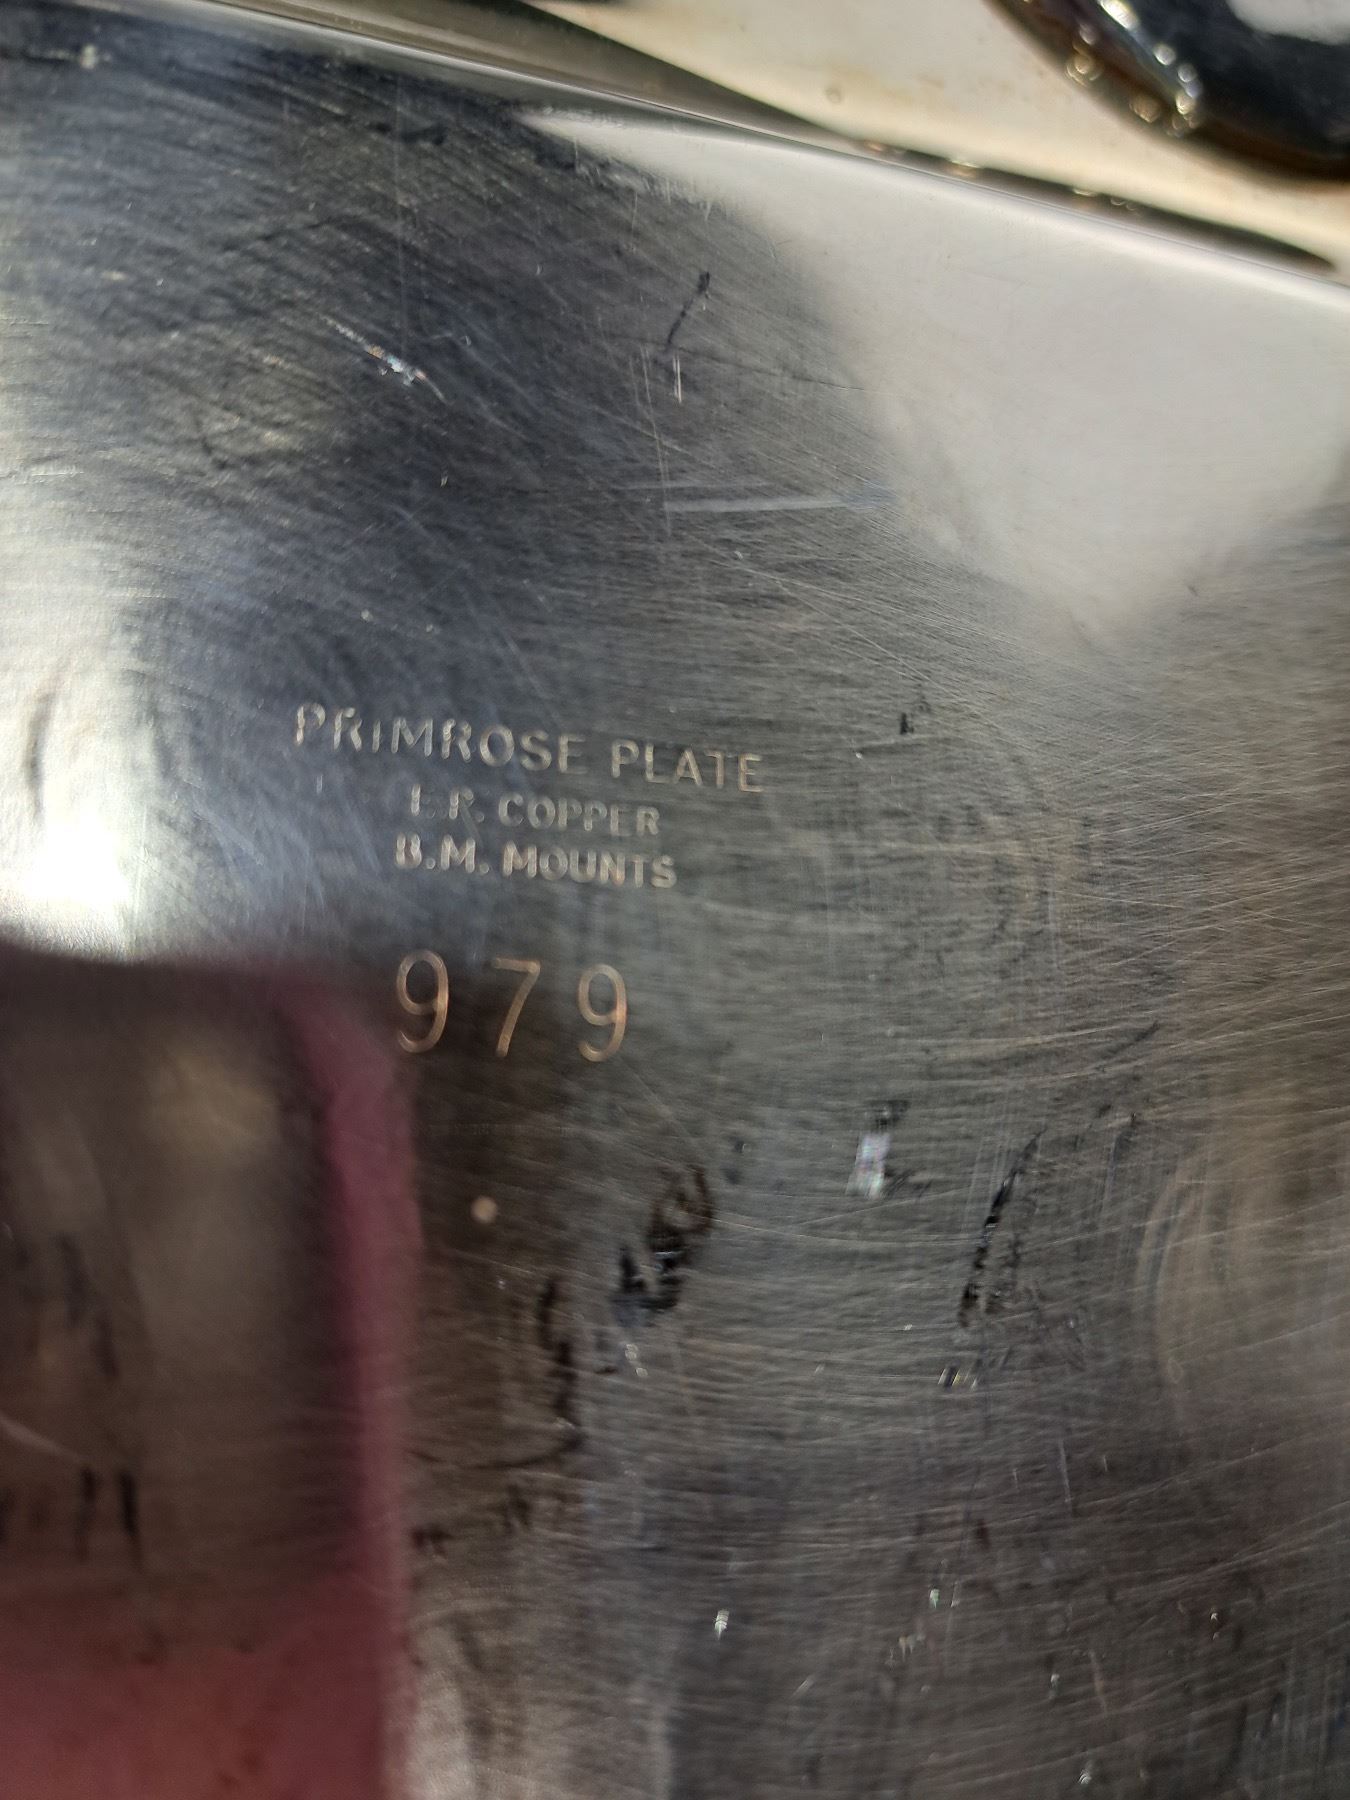 PRIMROSE PLATE
E.P. COPPER
B.M. MOUNTS
979